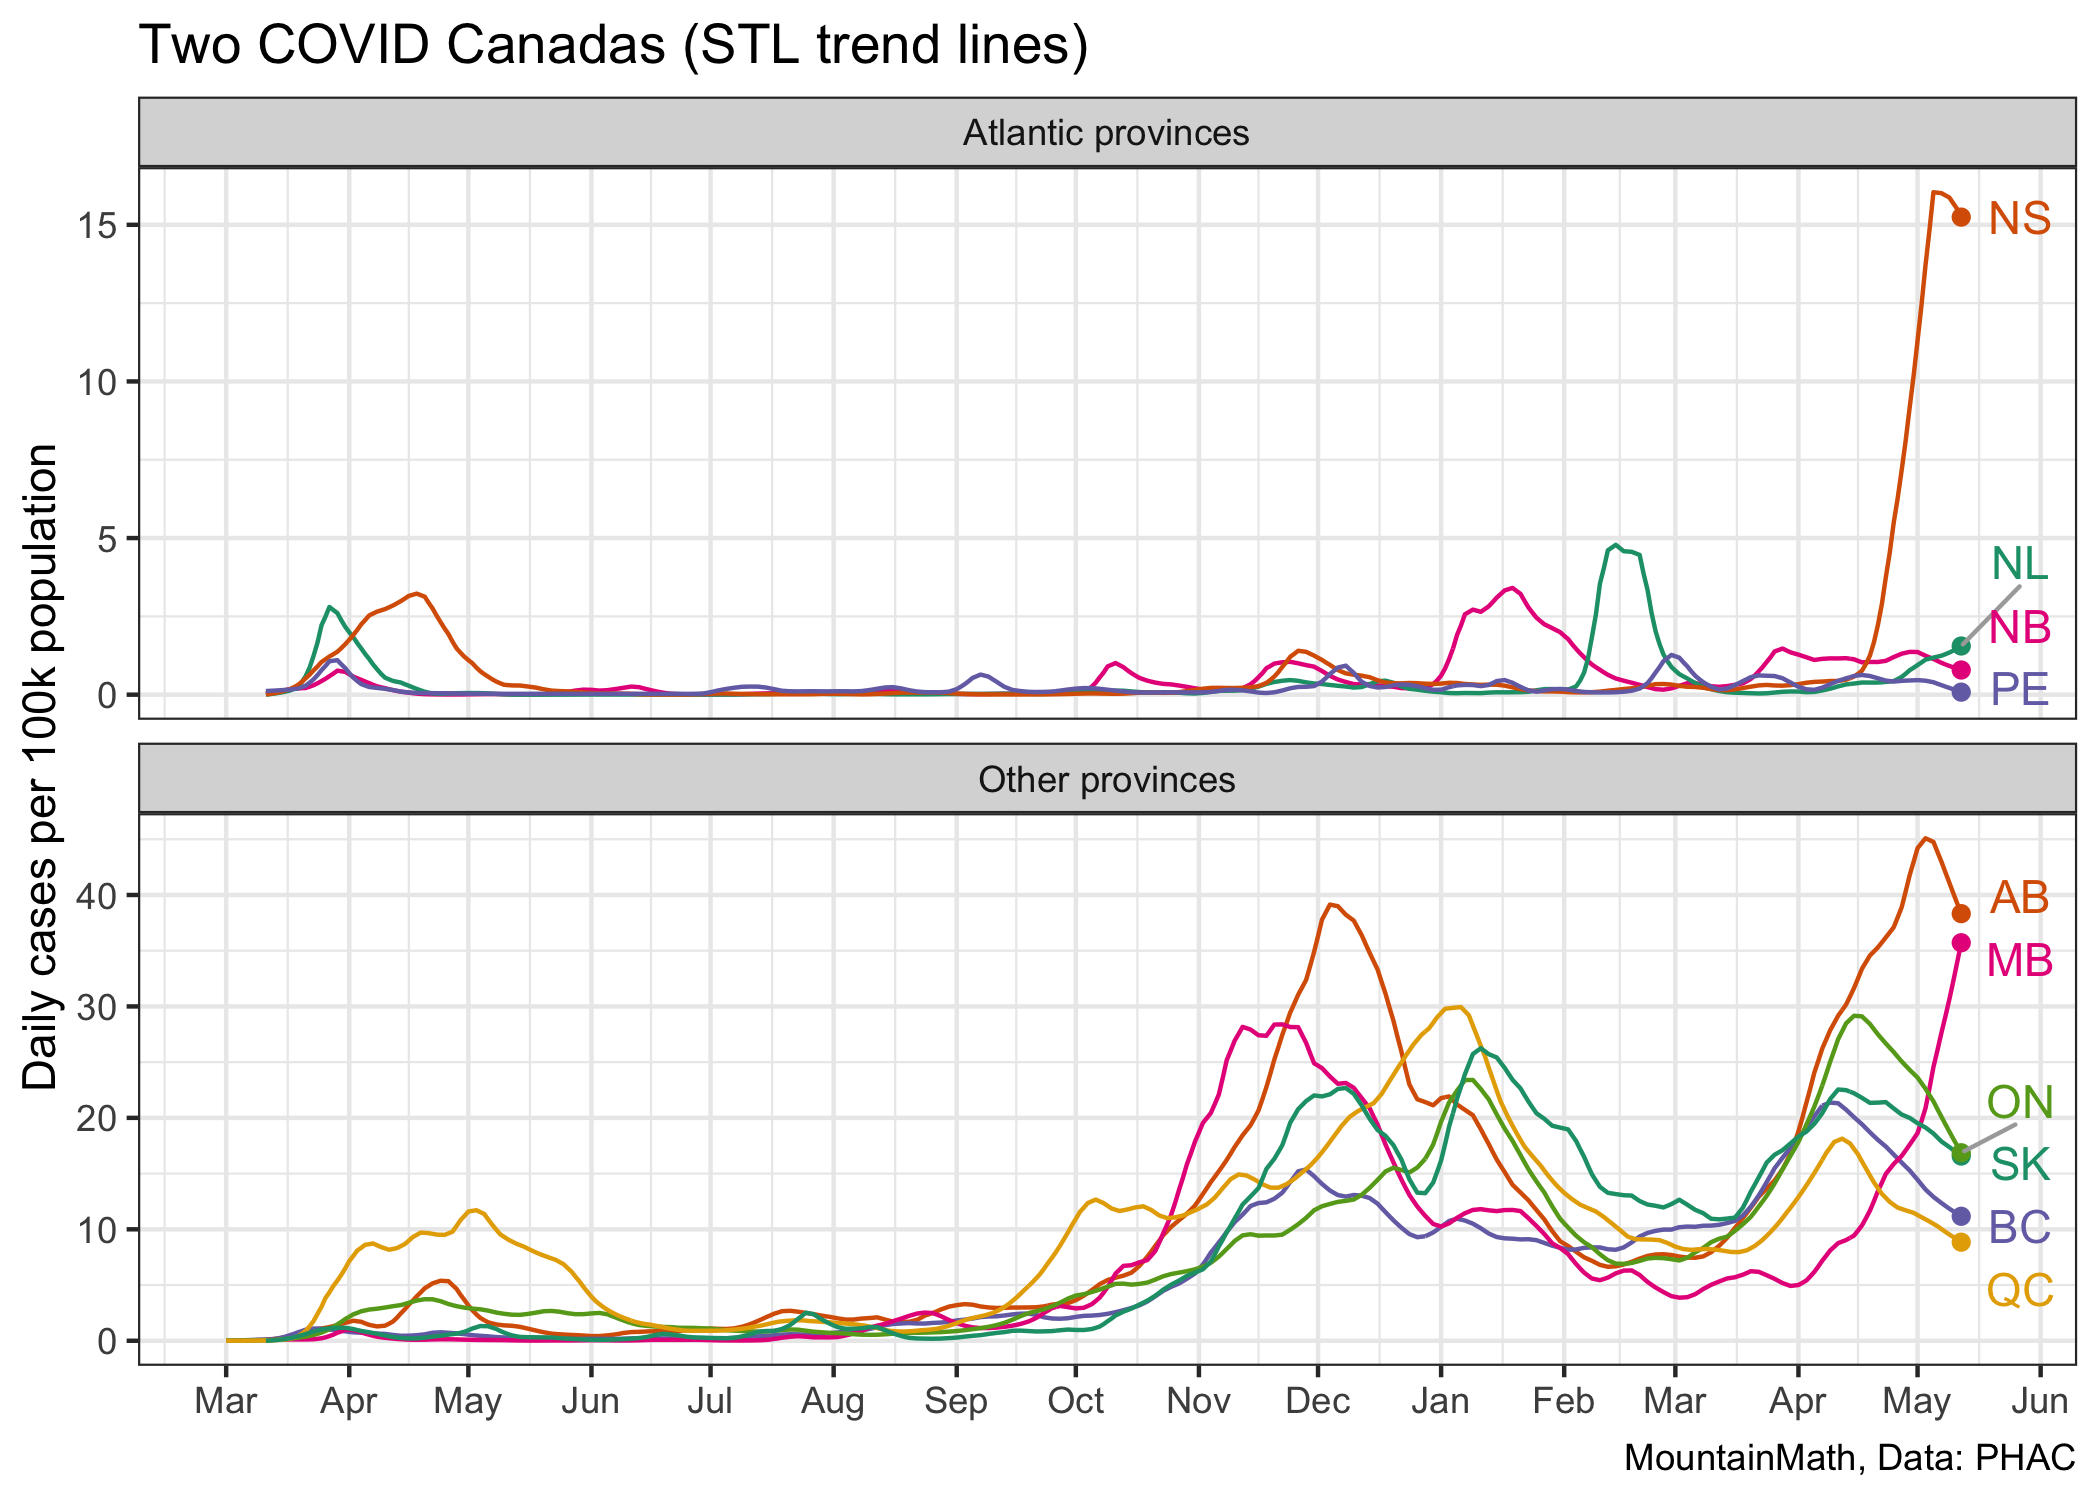 Two COVID Canadas (STL trend lines)
Atlantic provinces
15
10
5
0
NS
NL
NB
PE
Daily cases per 100k population
Other provinces
40
30
20
10
0
AB
MB
ON
SK
BC
QC
Mar Apr May Jun Jul Aug Sep Oct Nov Dec Jan Feb Mar Apr May Jun
MountainMath, Data: PHAC